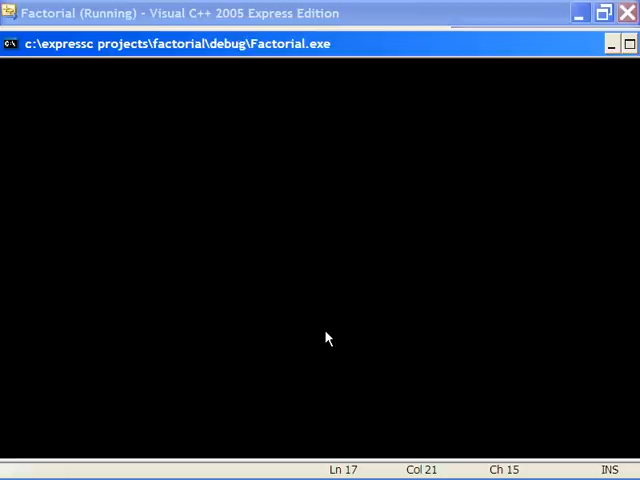 Factorial (Running) - Visual C++ 2005 Express Edition
C:\ c:\expressc projects\factorial\debug\Factorial.exe
Ln 17 Col 21 Ch 15 INS